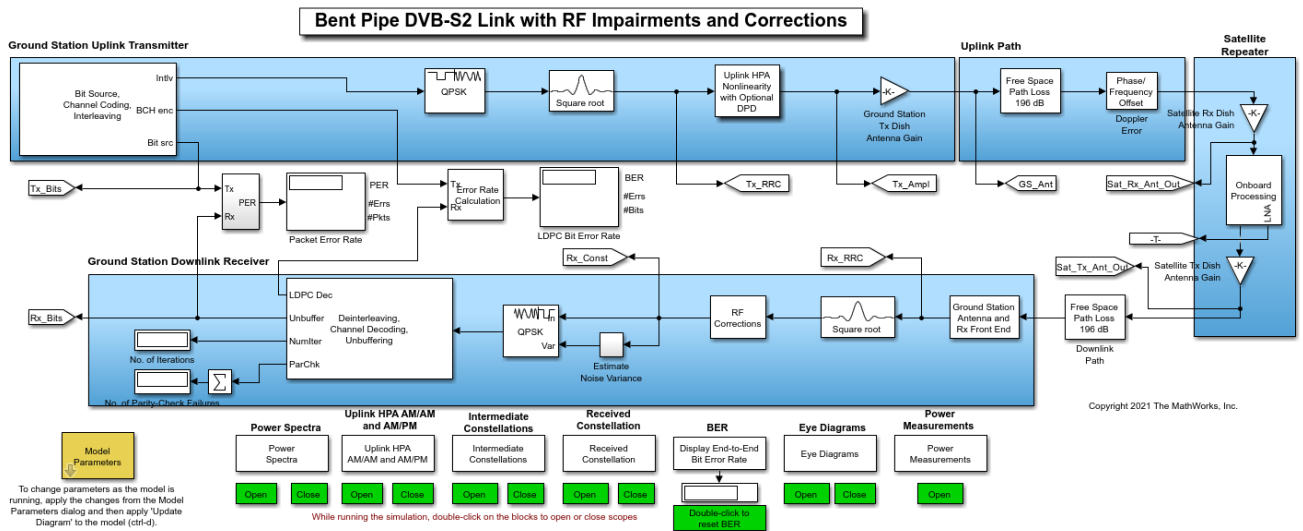 Bent Pipe DVB-S2 Link with RF Impairments and Corrections
Ground Station Uplink Transmitter
Uplink Path
Satellite
Repeater
Bit Source,
Channel Coding,
Interleaving
Intlv
BCH enc
Bit src
QPSK
Square root
Uplink HPA
Nonlinearity
with Optional
DPD
-K-
Ground Station
Tx Dish
Antenna Gain
Free Space
Path Loss
196 dB
Phase/
Frequency
Offset
Doppler
Error
-K-
Satellite Rx Dish
Antenna Gain
Tx_Bits
Tx
Rx
PER
PER
#Errs
#Pkts
Packet Error Rate
Tx
Rx
Error Rate
Calculation
BER
#Errs
#Bits
LDPC Bit Error Rate
Tx_RRC
Tx_Ampl
GS_Ant
Sat_Rx_Ant_Out
Onboard
Processing
LNA
-T-
Ground Station Downlink Receiver
Rx_Const
Rx_RRC
Sat_Tx_Ant_Out
Satellite Tx Dish
Antenna Gain
-K-
Rx_Bits
LDPC Dec
Unbuffer
NumIter
ParChk
Deinterleaving,
Channel Decoding,
Unbuffering
No. of Iterations
No. of Parity-Check Failures
Σ
QPSK
In
Var
Estimate
Noise Variance
RF
Corrections
Square root
Ground Station
Antenna and
Rx Front End
Free Space
Path Loss
196 dB
Downlink
Path
Copyright 2021 The MathWorks, Inc.
Model
Parameters
To change parameters as the model is
running, apply the changes from the Model
Parameters dialog and then apply 'Update
Diagram' to the model (ctrl-d).
Power Spectra
Power
Spectra
Open
Close
Uplink HPA AM/AM
and AM/PM
Uplink HPA
AM/AM and AM/PM
Open
Close
Intermediate
Constellations
Intermediate
Constellations
Open
Close
Received
Constellation
Received
Constellation
Open
Close
BER
Display End-to-End
Bit Error Rate
Double-click to
reset BER
Eye Diagrams
Eye Diagrams
Open
Close
Power
Measurements
Power
Measurements
Open
While running the simulation, double-click on the blocks to open or close scopes